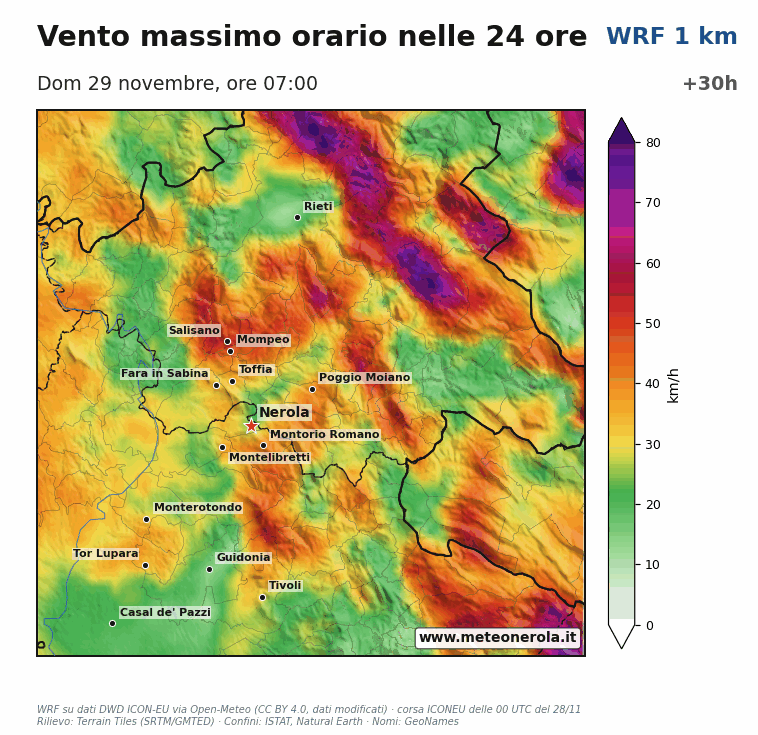 Vento massimo orario nelle 24 ore WRF 1 km
Dom 29 novembre, ore 07:00 +30h
Rieti
Salisano
Mompeo
Toffia
Fara in Sabina
Poggio Moiano
Nerola
Montorio Romano
Montelibretti
Monterotondo
Tor Lupara
Guidonia
Tivoli
Casal de' Pazzi
www.meteonerola.it
80
70
60
50
40
30
20
10
0
km/h
WRF su dati DWD ICON-EU via Open-Meteo (CC BY 4.0, dati modificati) · corsa ICONEU delle 00 UTC del 28/11
Rilievo: Terrain Tiles (SRTM/GMTED) · Confini: ISTAT, Natural Earth · Nomi: GeoNames